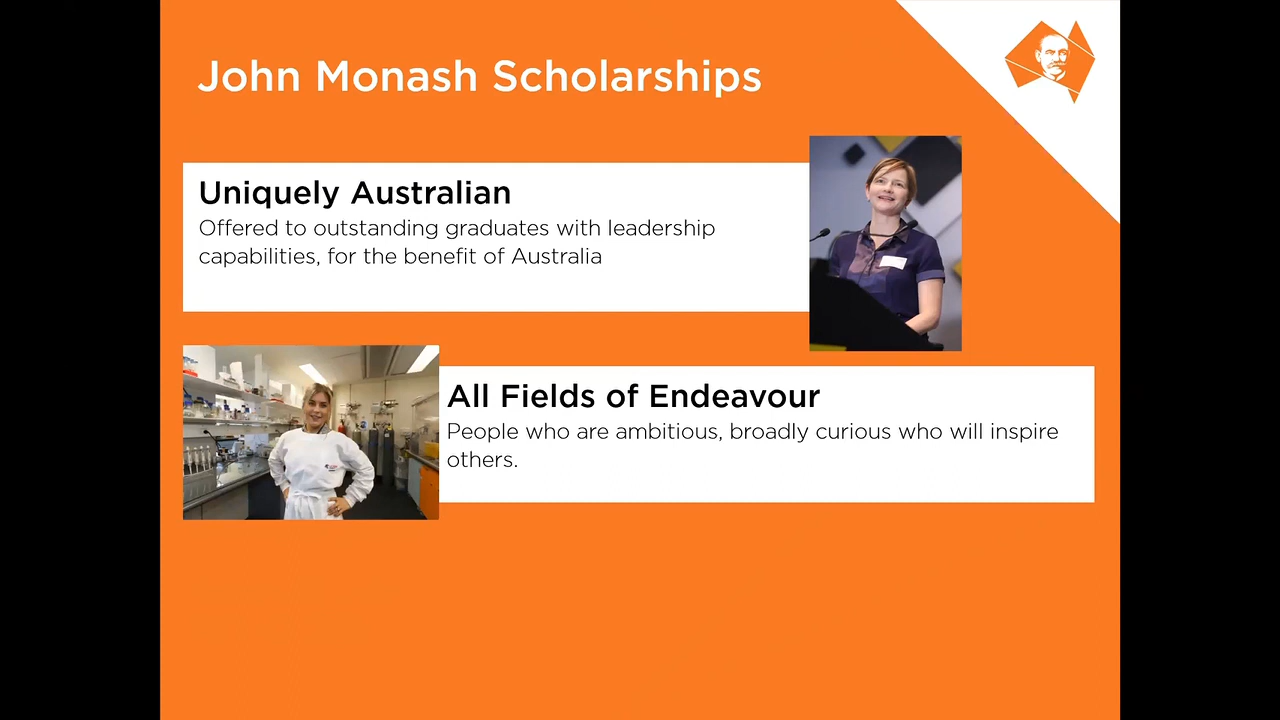 John Monash Scholarships
Uniquely Australian
Offered to outstanding graduates with leadership
capabilities, for the benefit of Australia
All Fields of Endeavour
People who are ambitious, broadly curious who will inspire
others.